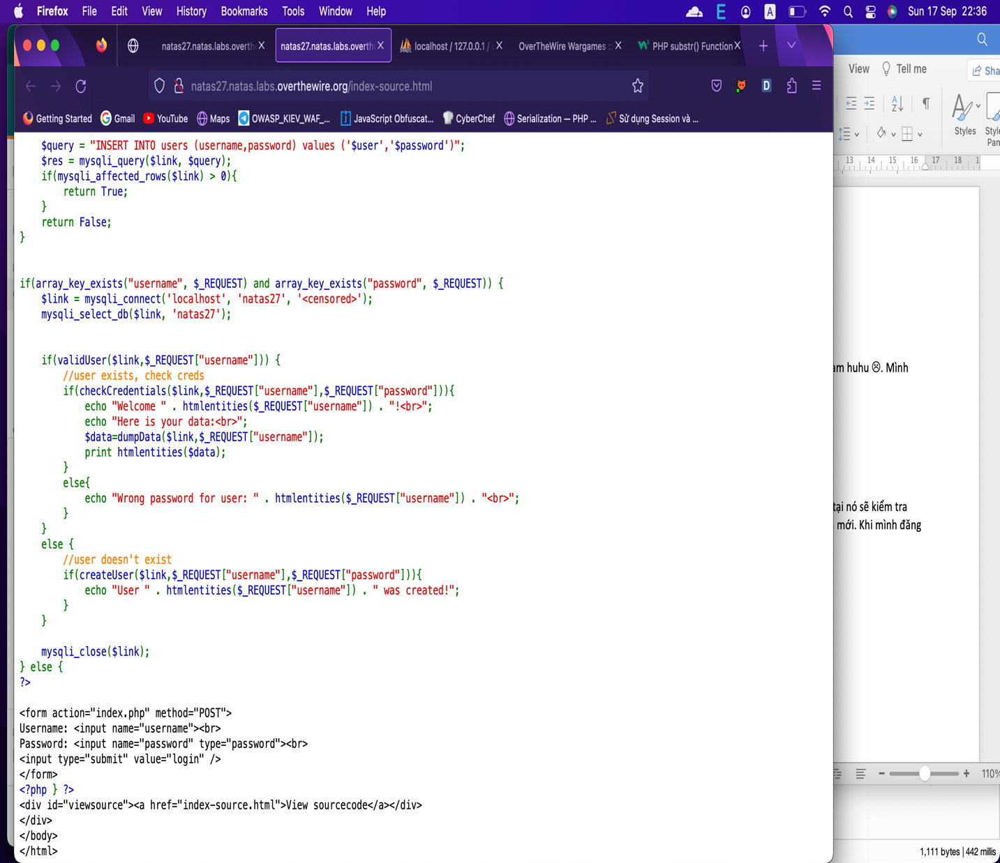 Firefox File Edit View History Bookmarks Tools Window Help E A Sun 17 Sep 22:36
natas27.natas.labs.overth natas27.natas.labs.overth localhost / 127.0.0.1 / OverTheWire Wargames : PHP substr() Function
View Tell me Sha
natas27.natas.labs.overthewire.org/index-source.html
Getting Started Gmail YouTube Maps OWASP_KIEV_WAF_... JavaScript Obfuscat... CyberChef Serialization — PHP ... Sử dụng Session và ...
Styles Style
Pan
13 14 15 16 17 18 1
    $query = "INSERT INTO users (username,password) values ('$user','$password')";
    $res = mysqli_query($link, $query);
    if(mysqli_affected_rows($link) > 0){
        return True;
    }
    return False;
}
if(array_key_exists("username", $_REQUEST) and array_key_exists("password", $_REQUEST)) {
    $link = mysqli_connect('localhost', 'natas27', '<censored>');
    mysqli_select_db($link, 'natas27');
    if(validUser($link,$_REQUEST["username"])) {
        //user exists, check creds
        if(checkCredentials($link,$_REQUEST["username"],$_REQUEST["password"])){
            echo "Welcome " . htmlentities($_REQUEST["username"]) . "!<br>";
            echo "Here is your data:<br>";
            $data=dumpData($link,$_REQUEST["username"]);
            print htmlentities($data);
        }
        else{
            echo "Wrong password for user: " . htmlentities($_REQUEST["username"]) . "<br>";
        }
    }
    else {
        //user doesn't exist
        if(createUser($link,$_REQUEST["username"],$_REQUEST["password"])){
            echo "User " . htmlentities($_REQUEST["username"]) . " was created!";
        }
    }
    mysqli_close($link);
} else {
?>
<form action="index.php" method="POST">
Username: <input name="username"><br>
Password: <input name="password" type="password"><br>
<input type="submit" value="login" />
</form>
<?php } ?>
<div id="viewsource"><a href="index-source.html">View sourcecode</a></div>
</div>
</body>
</html>
am huhu ☹. Mình
tại nó sẽ kiểm tra
mới. Khi mình đăng
110%
1,111 bytes | 442 millis